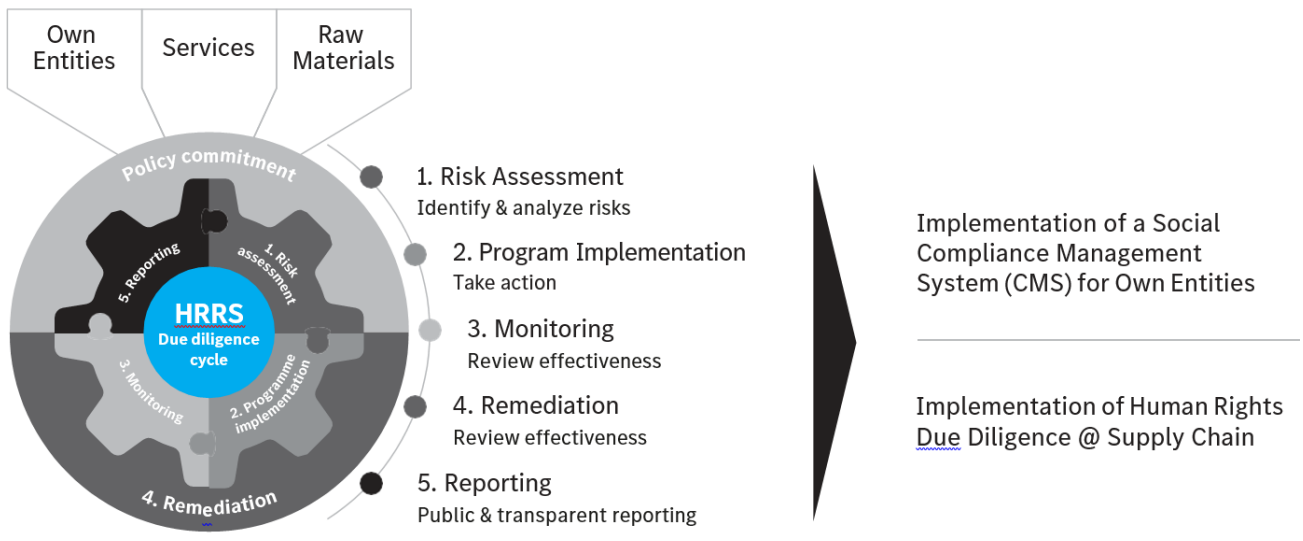 Own
Entities
Services
Raw
Materials
Policy commitment
5. Reporting
1. Risk
assessment
HRRS
Due diligence
cycle
3. Monitoring
2. Programme
implementation
4. Remediation
1. Risk Assessment
Identify & analyze risks
2. Program Implementation
Take action
3. Monitoring
Review effectiveness
4. Remediation
Review effectiveness
5. Reporting
Public & transparent reporting
Implementation of a Social
Compliance Management
System (CMS) for Own Entities
Implementation of Human Rights
Due Diligence @ Supply Chain